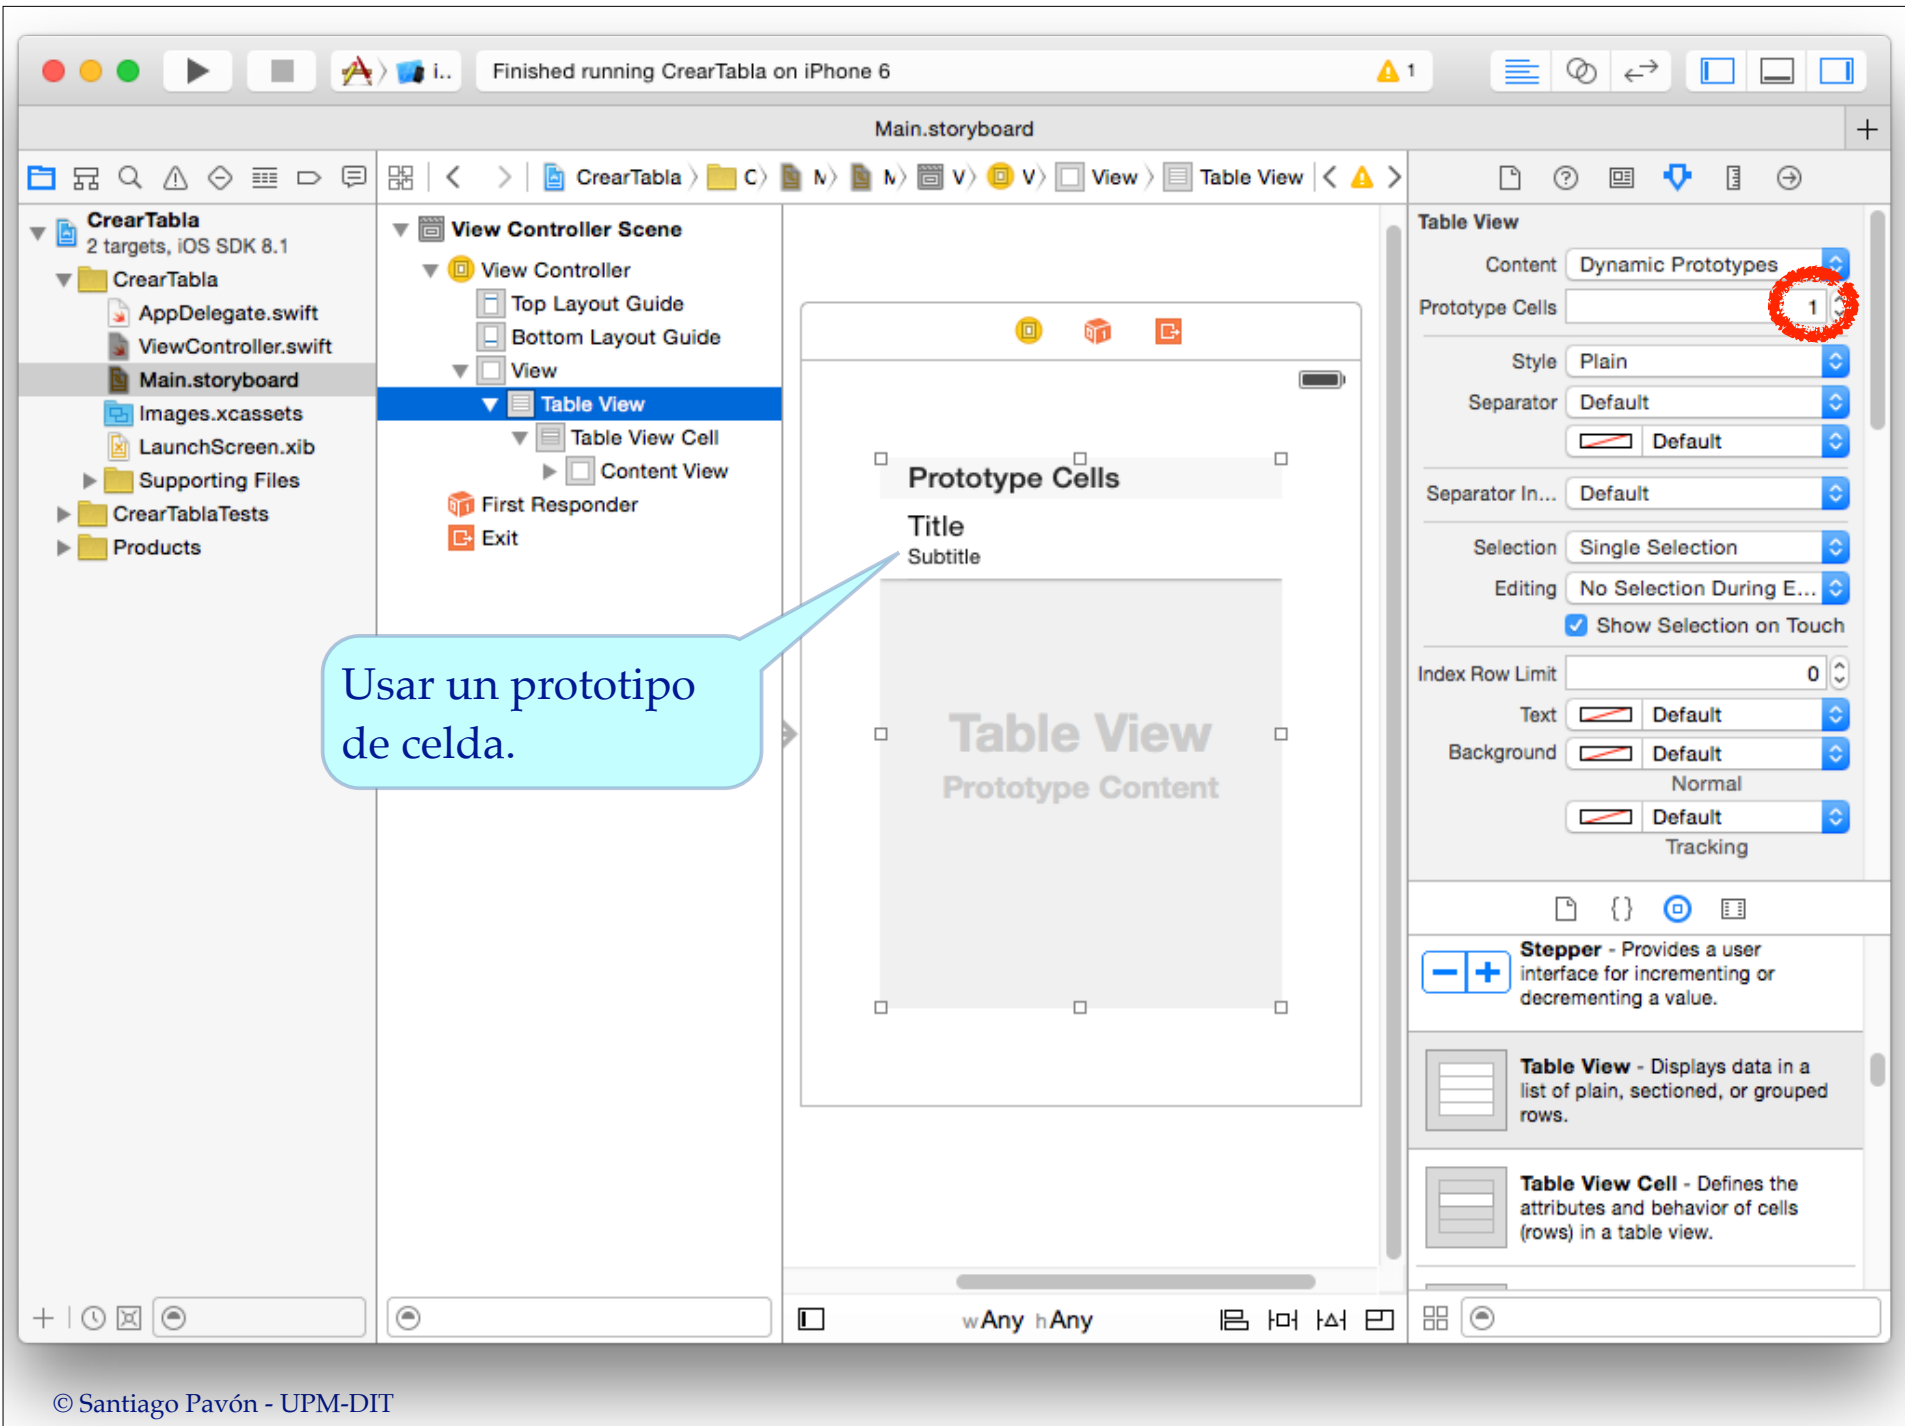 i..
Finished running CrearTabla on iPhone 6
1
Main.storyboard
CrearTabla
C
M
M
V
V
View
Table View
CrearTabla
2 targets, iOS SDK 8.1
CrearTabla
AppDelegate.swift
ViewController.swift
Main.storyboard
Images.xcassets
LaunchScreen.xib
Supporting Files
CrearTablaTests
Products
View Controller Scene
View Controller
Top Layout Guide
Bottom Layout Guide
View
Table View
Table View Cell
Content View
First Responder
Exit
Prototype Cells
Title
Subtitle
Table View
Prototype Content
Usar un prototipo
de celda.
wAny hAny
Table View
Content Dynamic Prototypes
Prototype Cells 1
Style Plain
Separator Default
Default
Separator In... Default
Selection Single Selection
Editing No Selection During E...
Show Selection on Touch
Index Row Limit 0
Text Default
Background Default
Normal
Default
Tracking
{}
Stepper - Provides a user
interface for incrementing or
decrementing a value.
Table View - Displays data in a
list of plain, sectioned, or grouped
rows.
Table View Cell - Defines the
attributes and behavior of cells
(rows) in a table view.
© Santiago Pavón - UPM-DIT